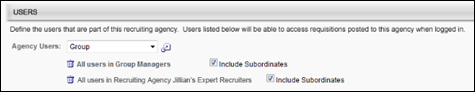 USERS
Define the users that are part of this recruiting agency. Users listed below will be able to access requisitions posted to this agency when logged in.
Agency Users: Group
All users in Group Managers Include Subordinates
All users in Recruiting Agency Jillian's Expert Recruiters Include Subordinates